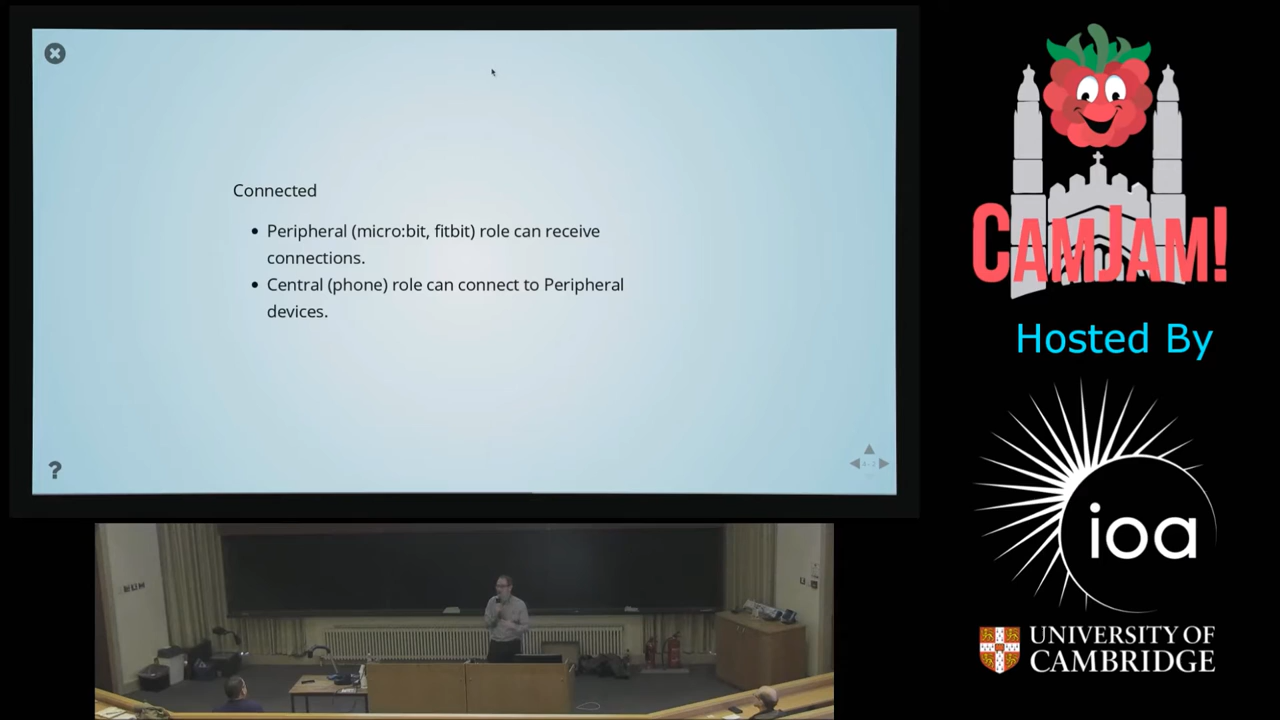 Connected
• Peripheral (micro:bit, fitbit) role can receive
connections.
• Central (phone) role can connect to Peripheral
devices.
?
CAMJAM!
Hosted By
ioa
UNIVERSITY OF
CAMBRIDGE